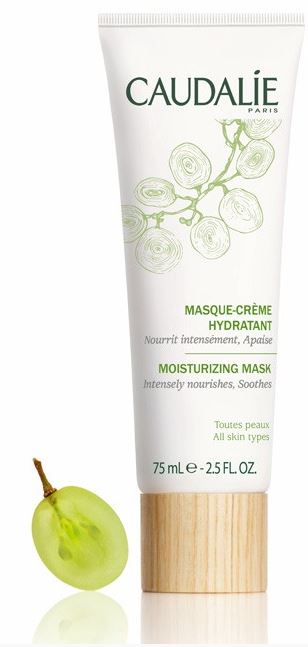 CAUDALÍE
PARIS
MASQUE-CRÈME
HYDRATANT
Nourrit intensément, Apaise
MOISTURIZING MASK
Intensely nourishes, Soothes
Toutes peaux
All skin types
75 mL ℮ - 2.5 FL. OZ.